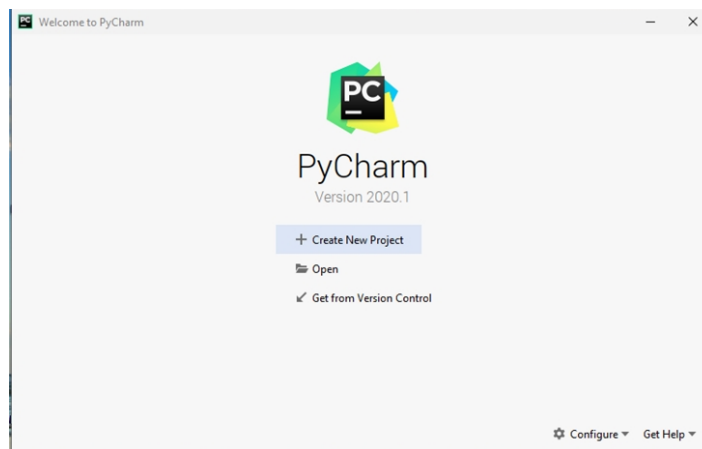 Welcome to PyCharm
PC
PyCharm
Version 2020.1
Create New Project
Open
Get from Version Control
Configure Get Help